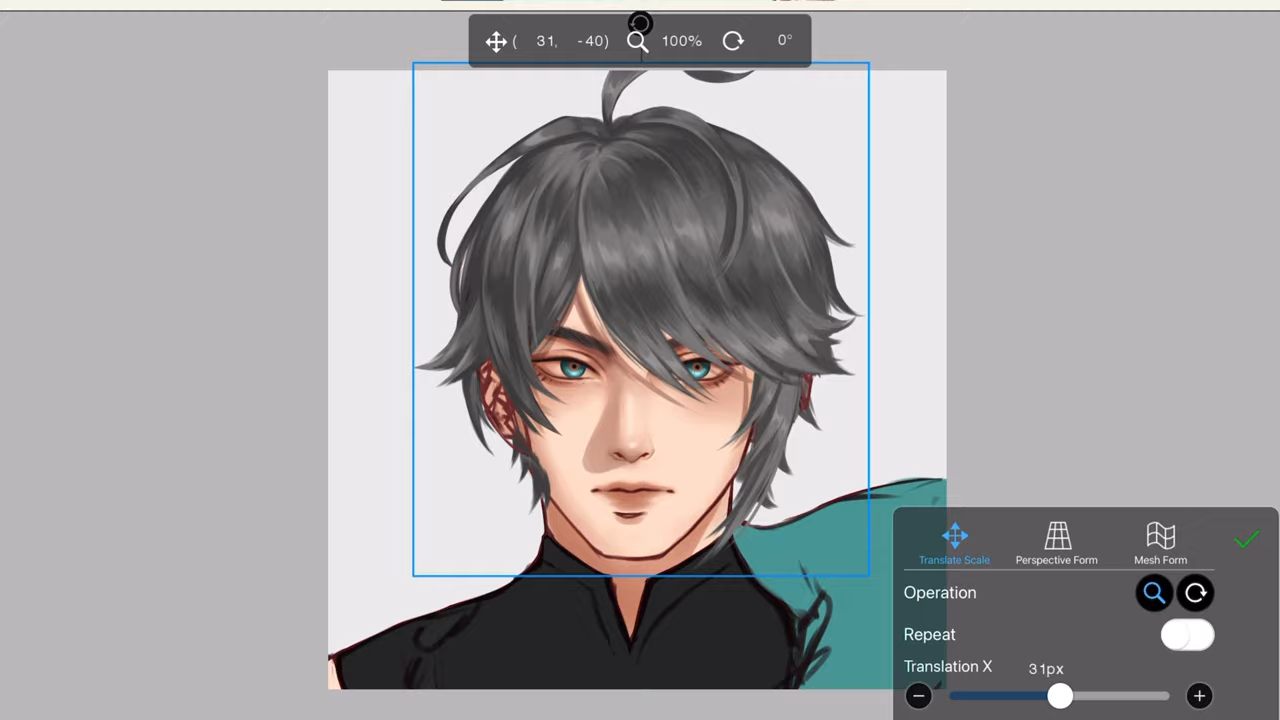 ( 31, -40) 100% 0°
Translate Scale Perspective Form Mesh Form
Operation
Repeat
Translation X 31px